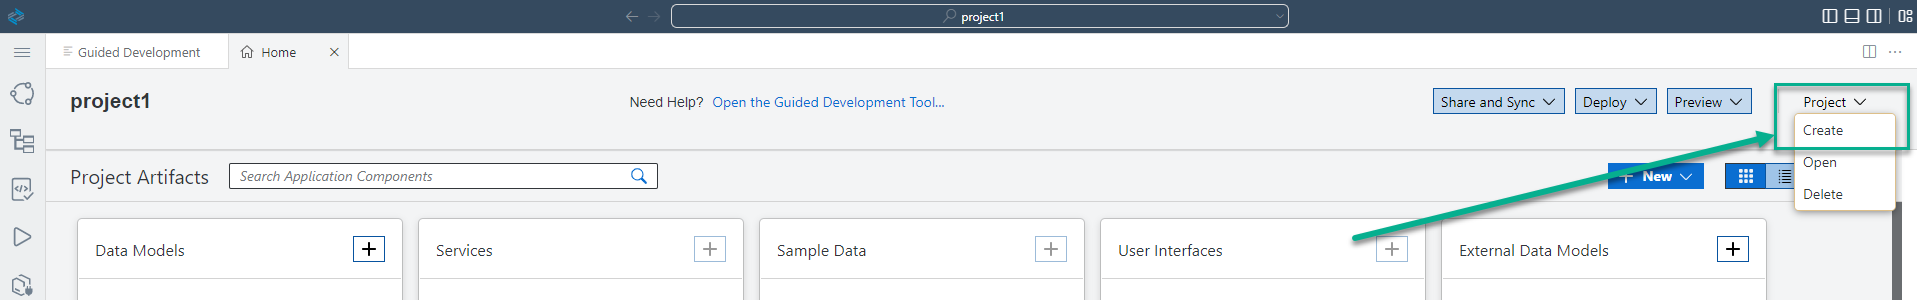 project1
Guided Development
Home
project1
Need Help? Open the Guided Development Tool...
Share and Sync
Deploy
Preview
Project
Create
Open
Delete
Project Artifacts
Search Application Components
+ New
Data Models
Services
Sample Data
User Interfaces
External Data Models